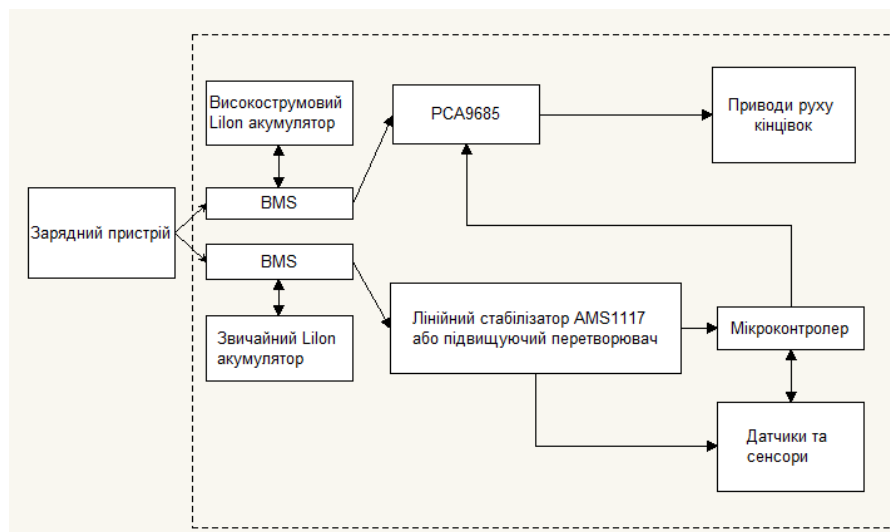 Високострумовий
LiIon акумулятор
PCA9685
Приводи руху
кінцівок
BMS
Зарядний пристрій
BMS
Звичайний LiIon
акумулятор
Лінійний стабілізатор AMS1117
або підвищуючий перетворювач
Мікроконтролер
Датчики та
сенсори